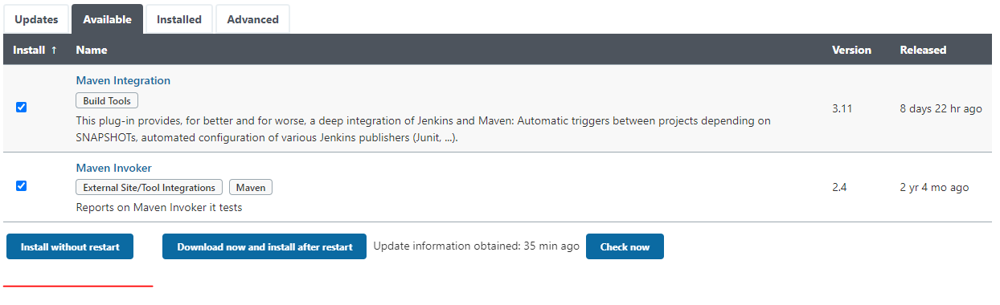 Updates Available Installed Advanced
Install ↑ Name Version Released
Maven Integration
Build Tools
This plug-in provides, for better and for worse, a deep integration of Jenkins and Maven: Automatic triggers between projects depending on
SNAPSHOTs, automated configuration of various Jenkins publishers (Junit, ...).
3.11 8 days 22 hr ago
Maven Invoker
External Site/Tool Integrations Maven
Reports on Maven Invoker it tests
2.4 2 yr 4 mo ago
Install without restart Download now and install after restart Update information obtained: 35 min ago Check now